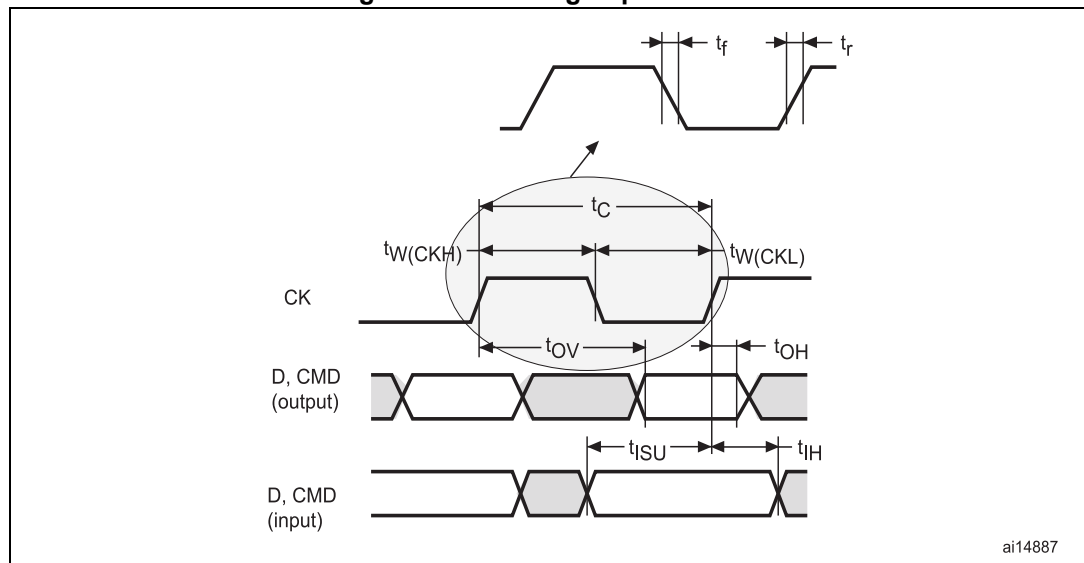 tf
tr
tC
tW(CKH)
tW(CKL)
CK
tOV
tOH
D, CMD
(output)
tISU
tIH
D, CMD
(input)
ai14887